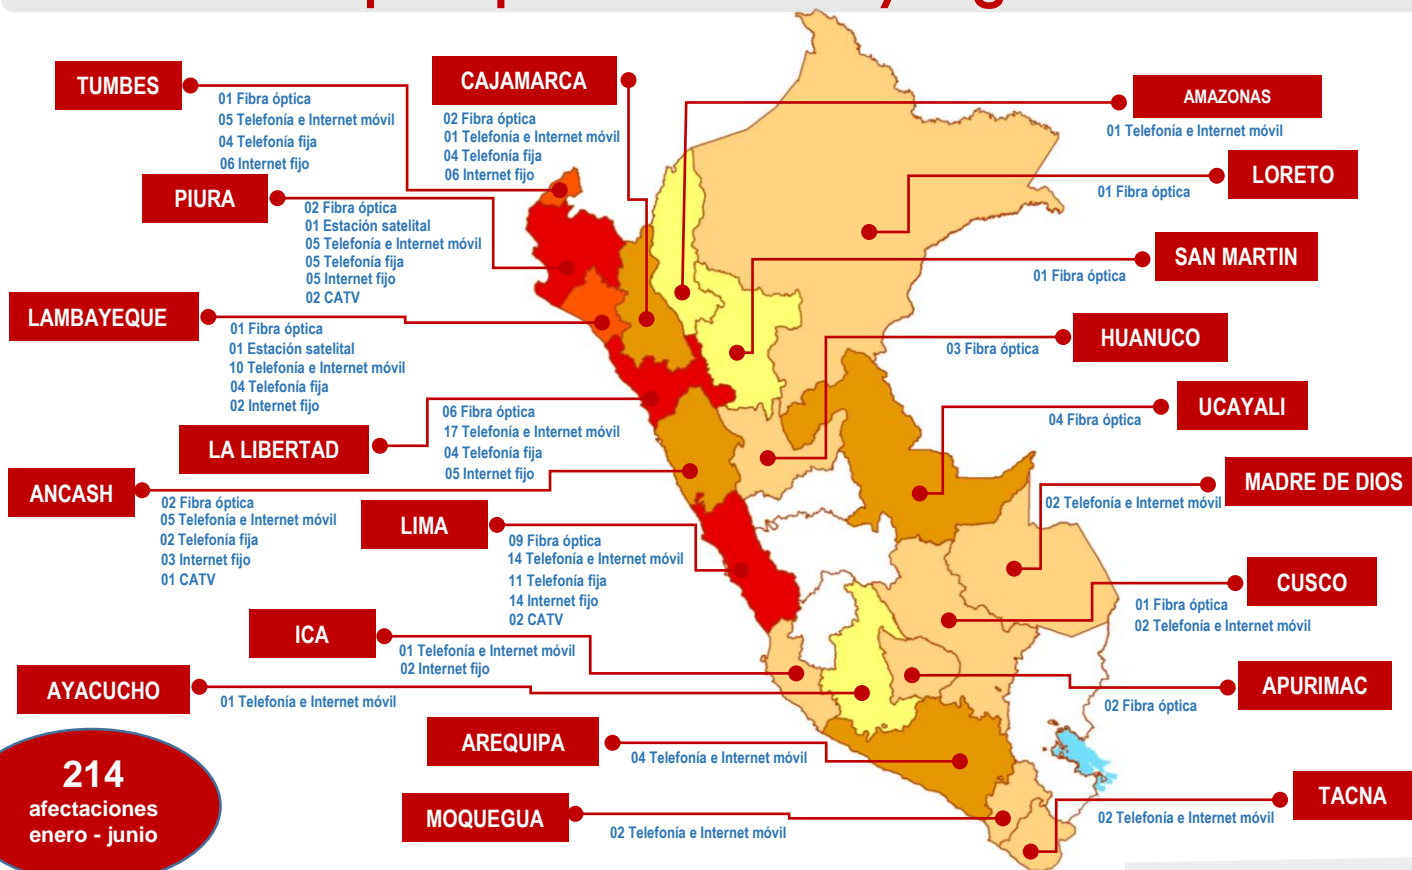 TUMBES
01 Fibra óptica
05 Telefonía e Internet móvil
04 Telefonía fija
06 Internet fijo
CAJAMARCA
02 Fibra óptica
01 Telefonía e Internet móvil
04 Telefonía fija
06 Internet fijo
AMAZONAS
01 Telefonía e Internet móvil
LORETO
01 Fibra óptica
PIURA
02 Fibra óptica
01 Estación satelital
05 Telefonía e Internet móvil
05 Telefonía fija
05 Internet fijo
02 CATV
SAN MARTIN
01 Fibra óptica
LAMBAYEQUE
01 Fibra óptica
01 Estación satelital
10 Telefonía e Internet móvil
04 Telefonía fija
02 Internet fijo
HUANUCO
03 Fibra óptica
UCAYALI
04 Fibra óptica
LA LIBERTAD
06 Fibra óptica
17 Telefonía e Internet móvil
04 Telefonía fija
05 Internet fijo
ANCASH
02 Fibra óptica
05 Telefonía e Internet móvil
02 Telefonía fija
03 Internet fijo
01 CATV
LIMA
09 Fibra óptica
14 Telefonía e Internet móvil
11 Telefonía fija
14 Internet fijo
02 CATV
MADRE DE DIOS
02 Telefonía e Internet móvil
CUSCO
01 Fibra óptica
02 Telefonía e Internet móvil
ICA
01 Telefonía e Internet móvil
02 Internet fijo
AYACUCHO
01 Telefonía e Internet móvil
APURIMAC
02 Fibra óptica
AREQUIPA
04 Telefonía e Internet móvil
MOQUEGUA
02 Telefonía e Internet móvil
TACNA
02 Telefonía e Internet móvil
214
afectaciones
enero - junio